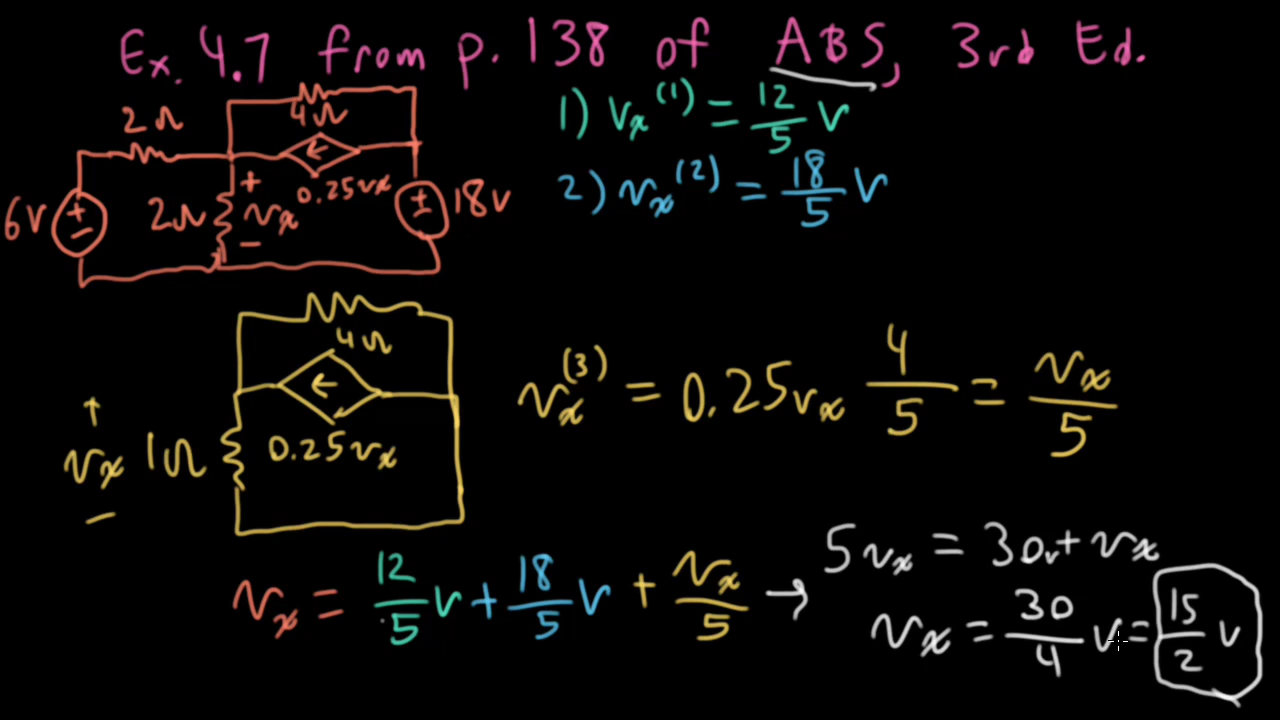 Ex. 4.7 from p. 138 of ABS, 3rd Ed.
2Ω
4Ω
0.25vx
6v
+
-
2Ω
+
vx
-
±
18v
1) vx^(1) = 12/5 v
2) vx^(2) = 18/5 v
4Ω
0.25vx
+
vx
-
1Ω
vx^(3) = 0.25vx 4/5 = vx/5
vx = 12/5 v + 18/5 v + vx/5 →
5vx = 30v + vx
vx = 30/4 v = 15/2 v